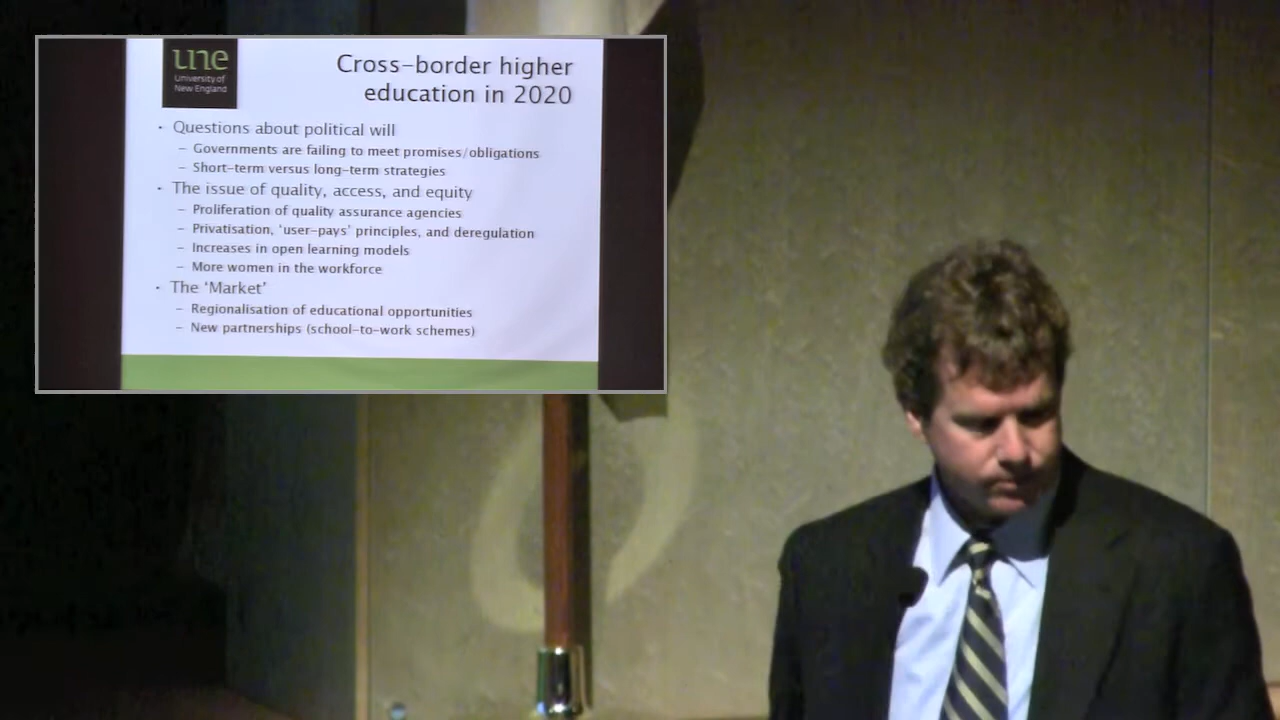 une
University of
New England
Cross-border higher
education in 2020
• Questions about political will
– Governments are failing to meet promises/obligations
– Short-term versus long-term strategies
• The issue of quality, access, and equity
– Proliferation of quality assurance agencies
– Privatisation, ‘user-pays’ principles, and deregulation
– Increases in open learning models
– More women in the workforce
• The ‘Market’
– Regionalisation of educational opportunities
– New partnerships (school-to-work schemes)